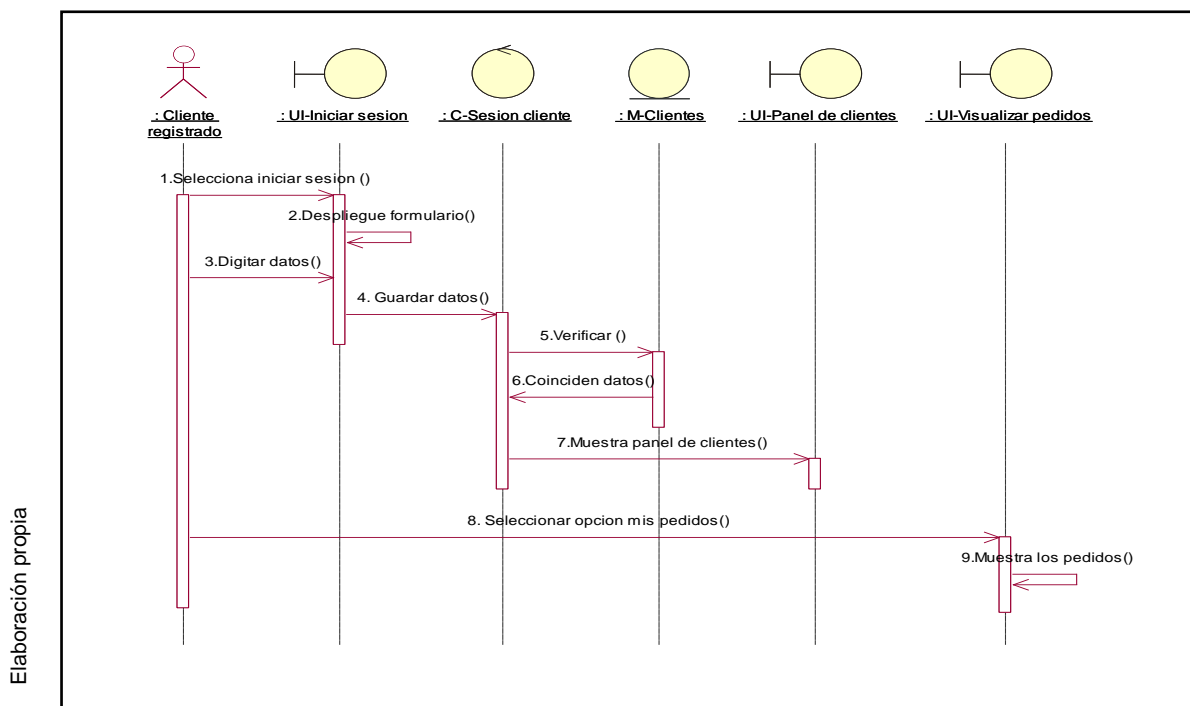 : Cliente
registrado
: UI-Iniciar sesion
: C-Sesion cliente
: M-Clientes
: UI-Panel de clientes
: UI-Visualizar pedidos
1.Selecciona iniciar sesion ()
2.Despliegue formulario()
3.Digitar datos()
4. Guardar datos()
5.Verificar ()
6.Coinciden datos()
7.Muestra panel de clientes()
8. Seleccionar opcion mis pedidos()
9.Muestra los pedidos()
Elaboración propia